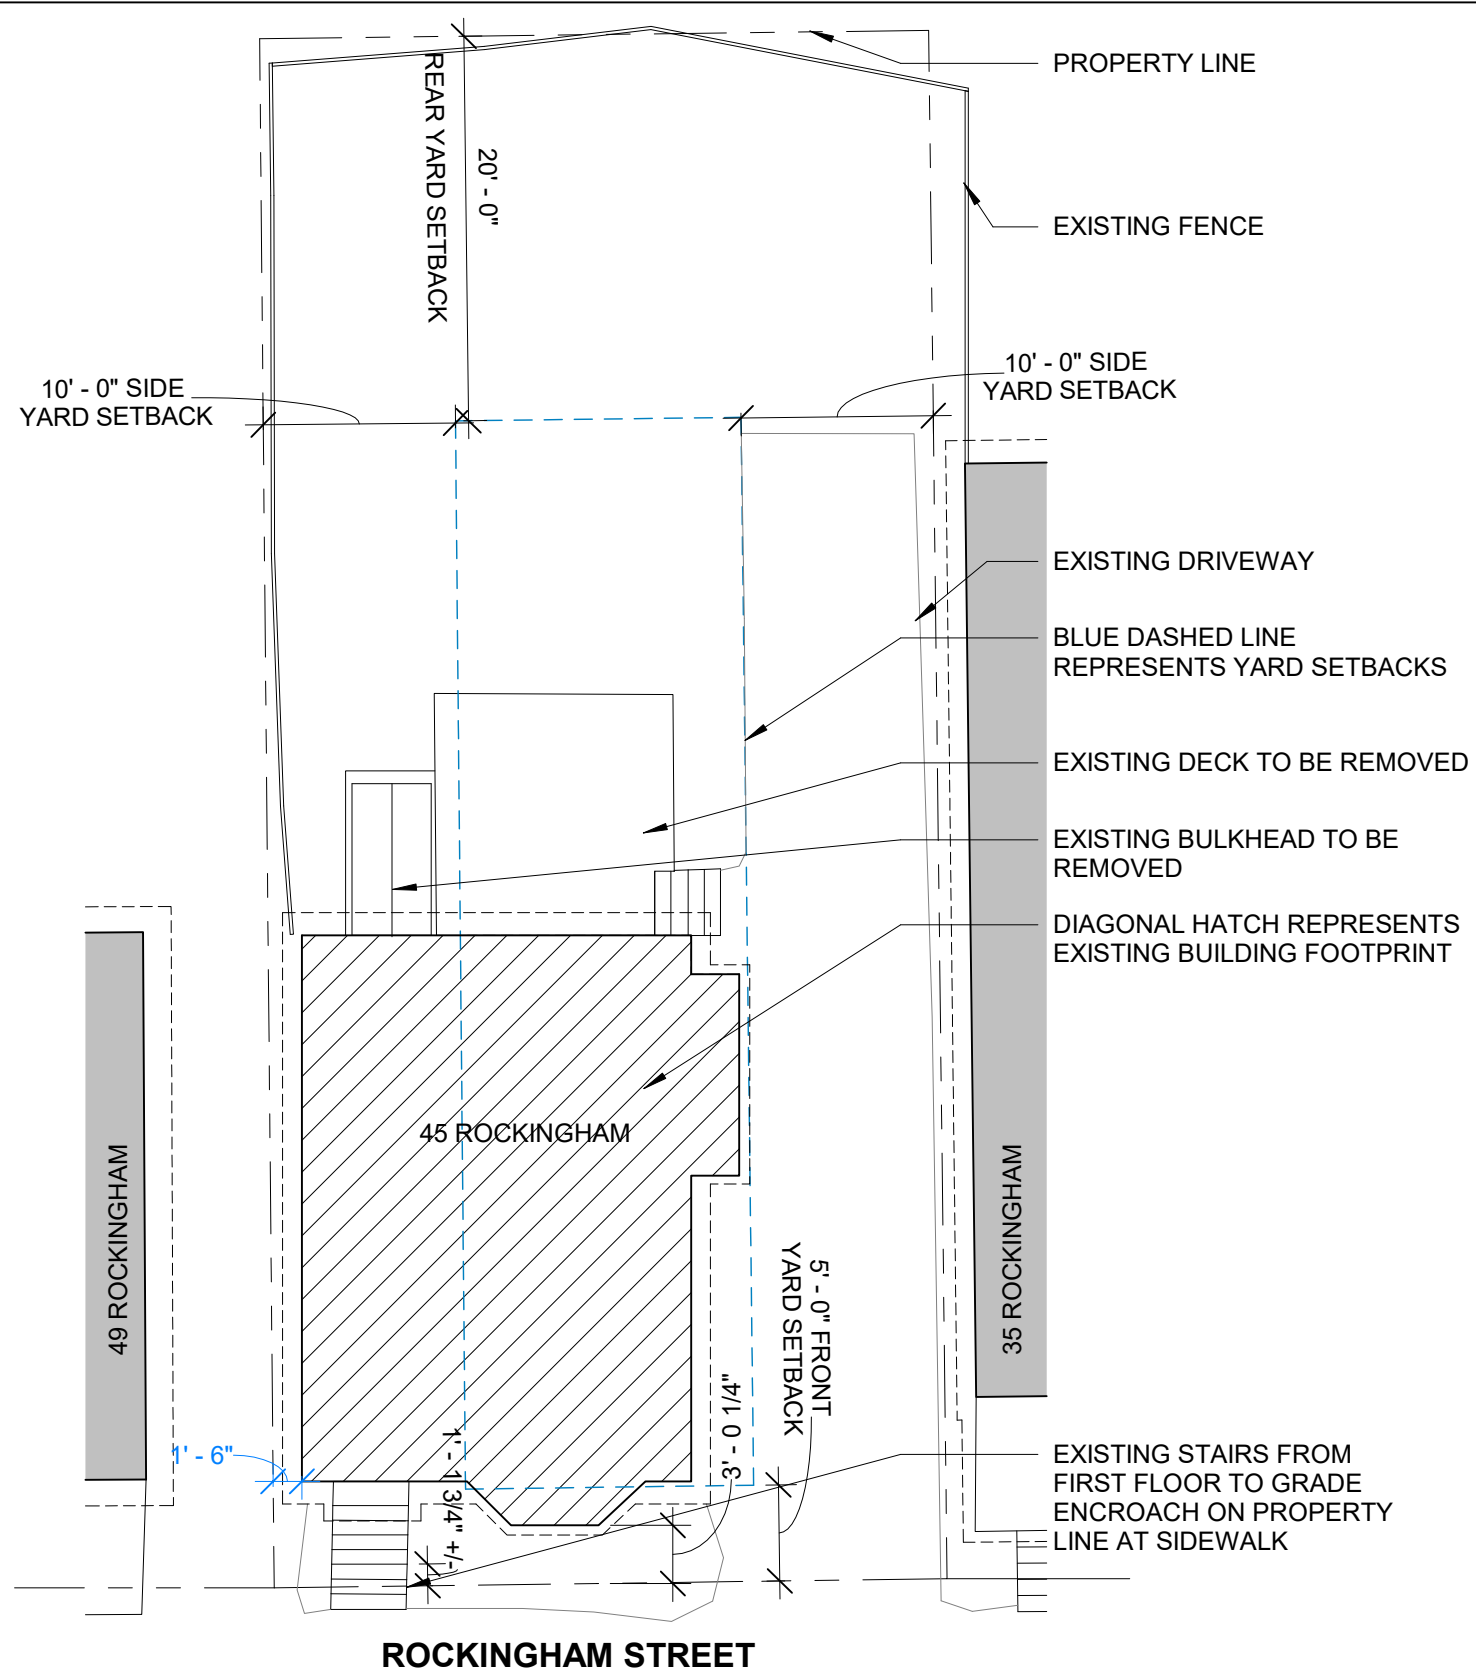 PROPERTY LINE
REAR YARD SETBACK
20' - 0"
EXISTING FENCE
10' - 0" SIDE
YARD SETBACK
10' - 0" SIDE
YARD SETBACK
EXISTING DRIVEWAY
BLUE DASHED LINE
REPRESENTS YARD SETBACKS
EXISTING DECK TO BE REMOVED
EXISTING BULKHEAD TO BE
REMOVED
DIAGONAL HATCH REPRESENTS
EXISTING BUILDING FOOTPRINT
45 ROCKINGHAM
49 ROCKINGHAM
35 ROCKINGHAM
5' - 0" FRONT
YARD SETBACK
3' - 0 1/4"
1' - 6"
1' - 1 3/4" +/-
EXISTING STAIRS FROM
FIRST FLOOR TO GRADE
ENCROACH ON PROPERTY
LINE AT SIDEWALK
ROCKINGHAM STREET